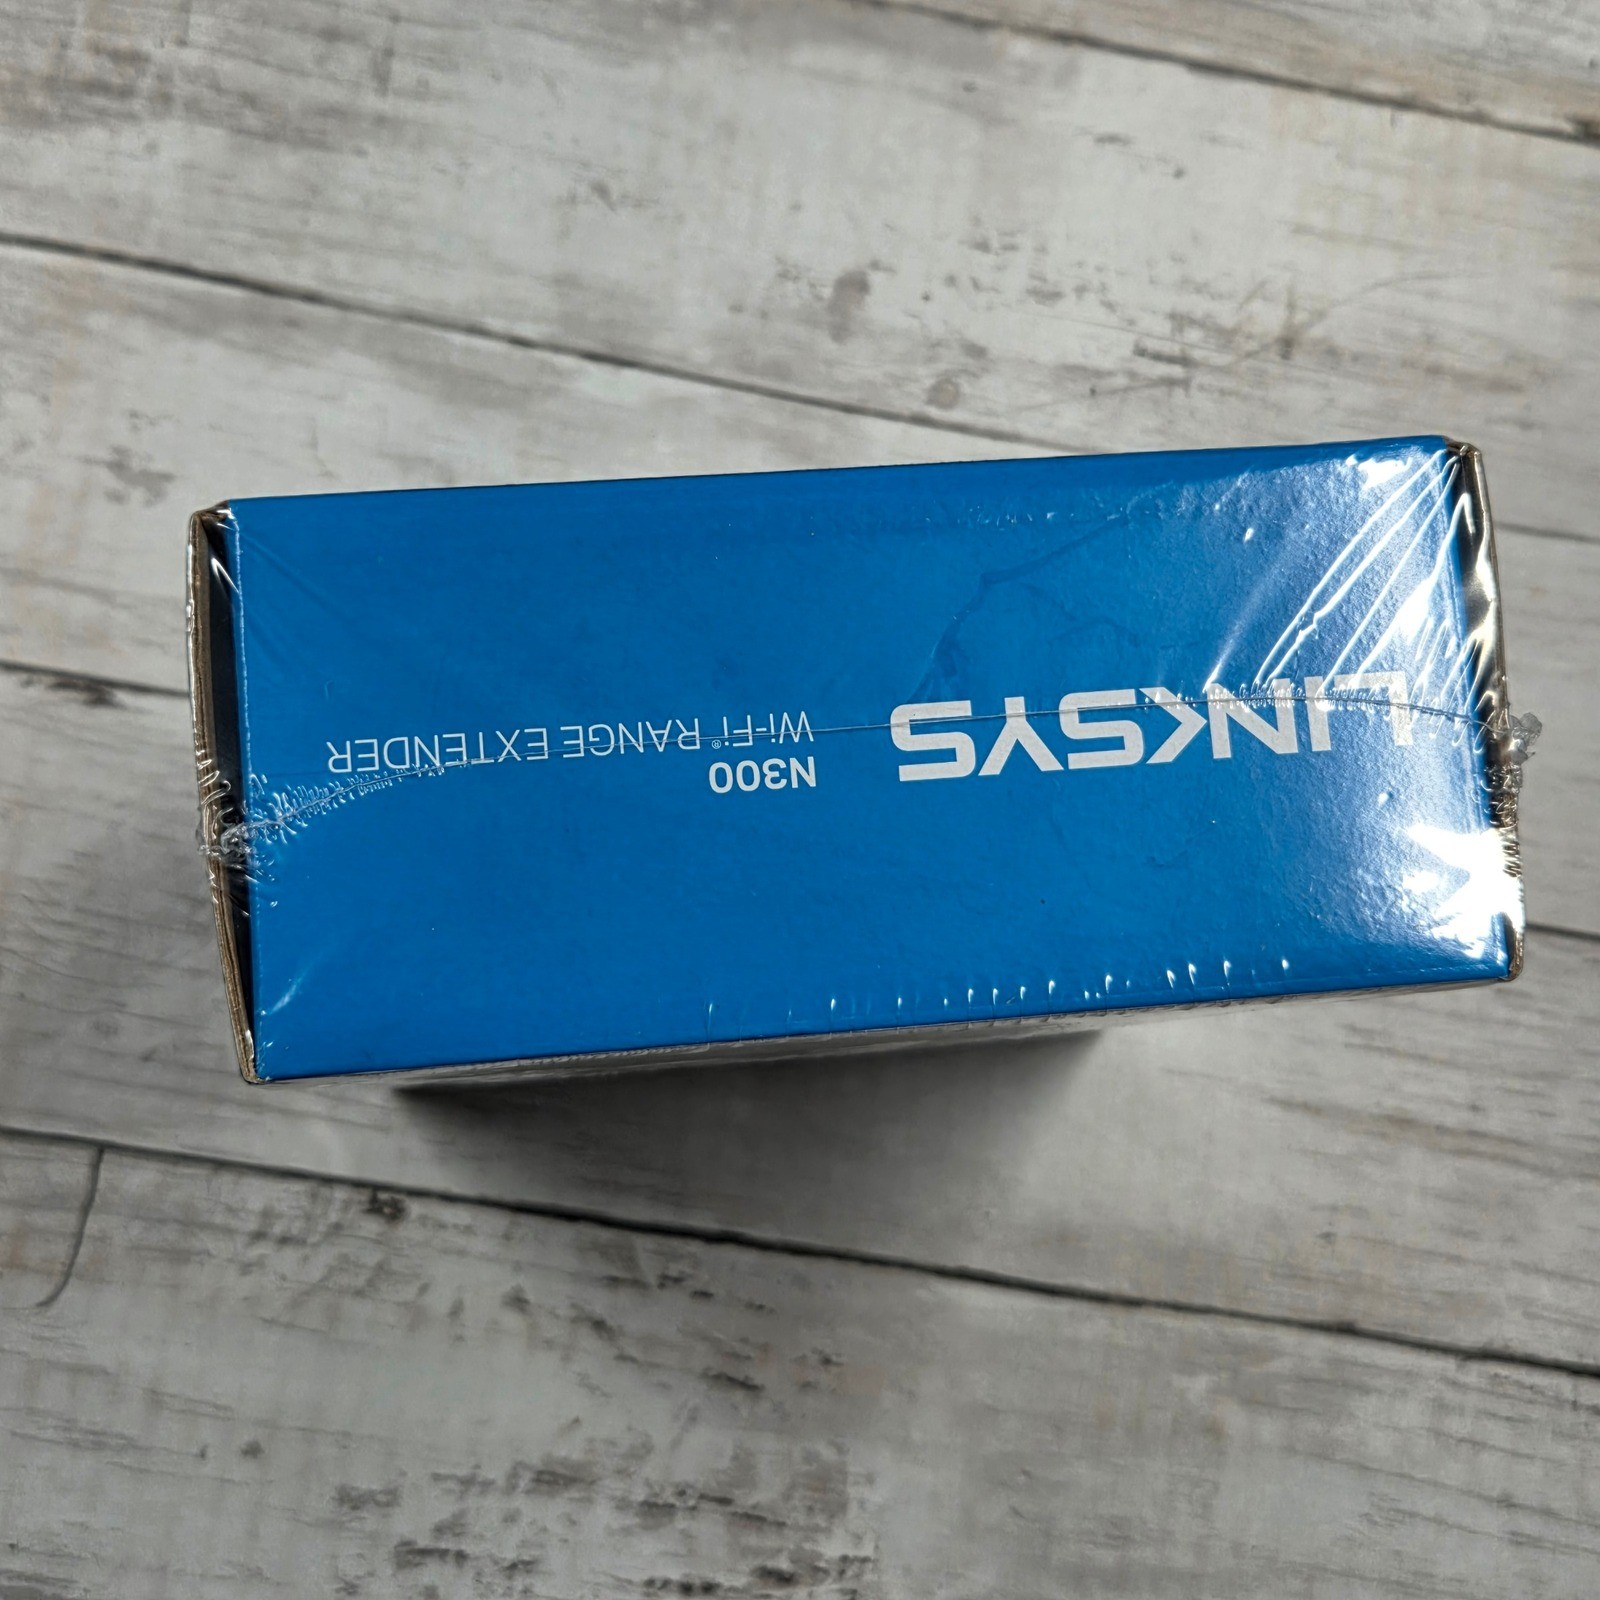 LINKSYS
N300
Wi-Fi® RANGE EXTENDER